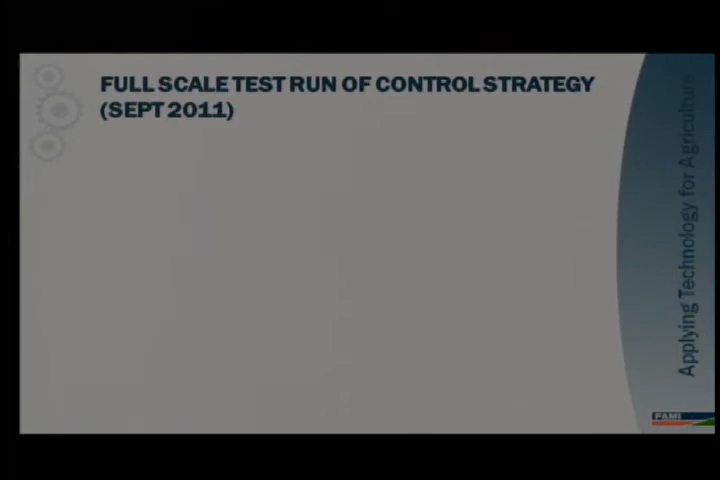 FULL SCALE TEST RUN OF CONTROL STRATEGY
(SEPT 2011)
Applying Technology for Agriculture
PAMI